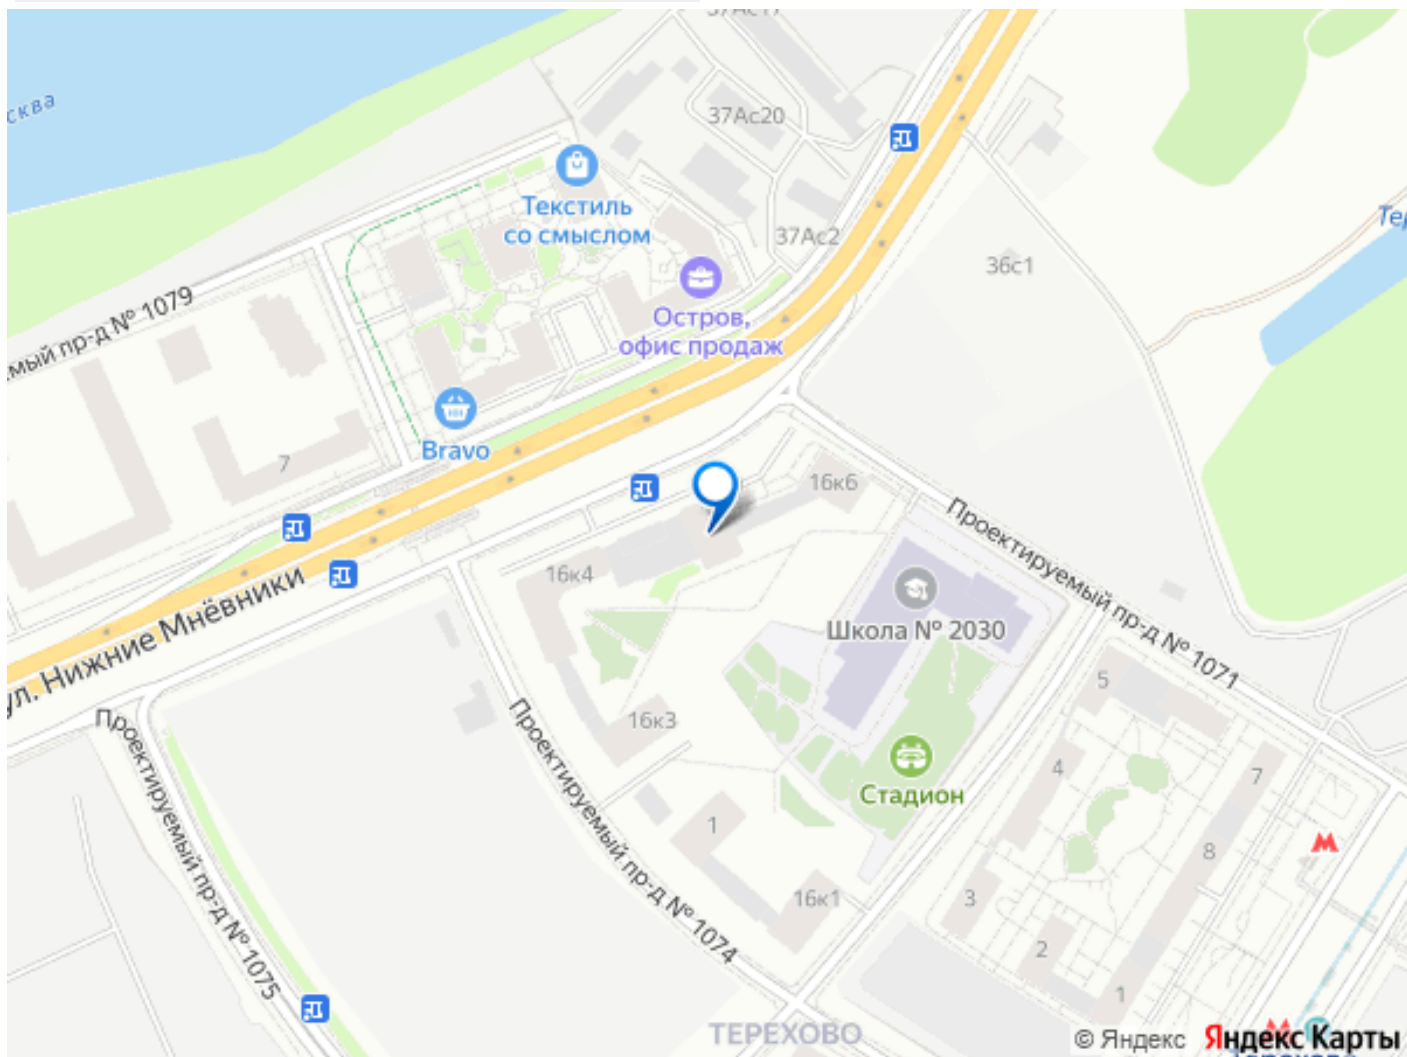 сква
37Ас20
Текстиль
со смыслом
37Ас2
36с1
Остров,
офис продаж
Bravo
7
мый пр-д № 1079
16к6
16к4
Проектируемый пр-д № 1071
Школа № 2030
ул. Нижние Мнёвники
16к3
5
4
7
8
Стадион
1
3
16к1
2
1
Проектируемый пр-д № 1075
Проектируемый пр-д № 1074
ТЕРЕХОВО
© Яндекс Яндекс Карты